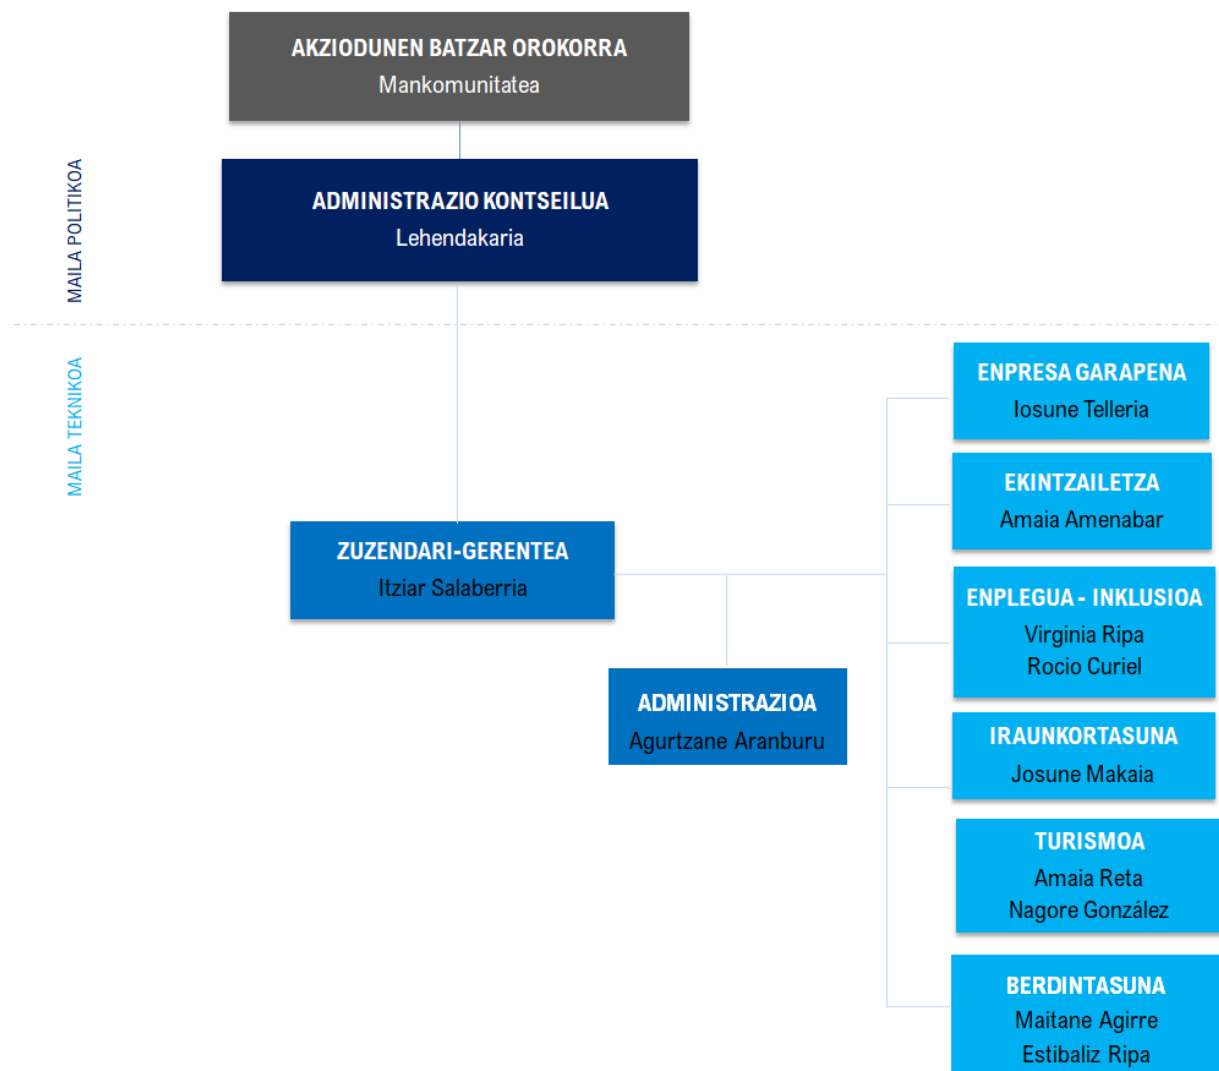 AKZIODUNEN BATZAR OROKORRA
Mankomunitatea
MAILA POLITIKOA
ADMINISTRAZIO KONTSEILUA
Lehendakaria
MAILA TEKNIKOA
ZUZENDARI-GERENTEA
Itziar Salaberria
ADMINISTRAZIOA
Agurtzane Aranburu
ENPRESA GARAPENA
Iosune Telleria
EKINTZAILETZA
Amaia Amenabar
ENPLEGUA - INKLUSIOA
Virginia Ripa
Rocio Curiel
IRAUNKORTASUNA
Josune Makaia
TURISMOA
Amaia Reta
Nagore González
BERDINTASUNA
Maitane Agirre
Estibaliz Ripa